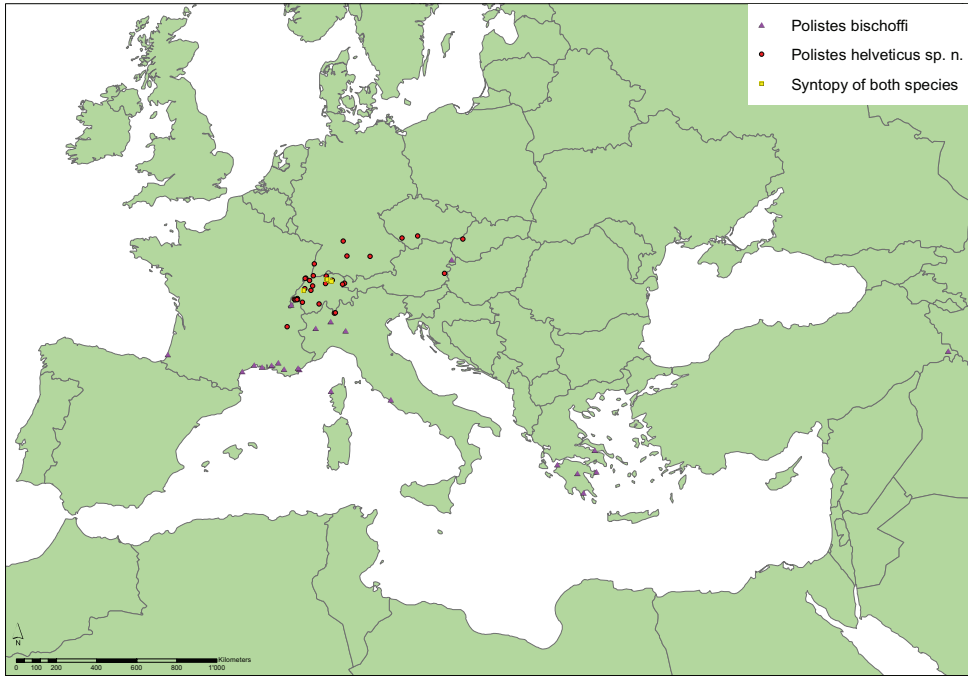 Polistes bischoffi
Polistes helveticus sp. n.
Syntopy of both species
N
Kilometers
0 100 200 400 600 800 1'000